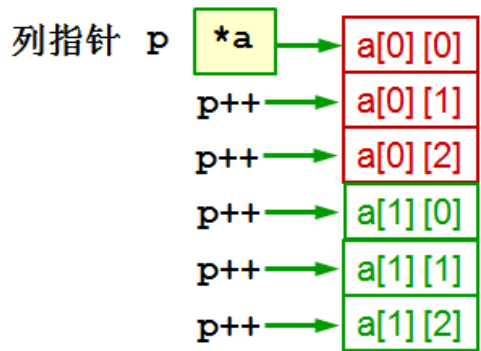 列指针 p *a a[0][0]
p++ a[0][1]
p++ a[0][2]
p++ a[1][0]
p++ a[1][1]
p++ a[1][2]